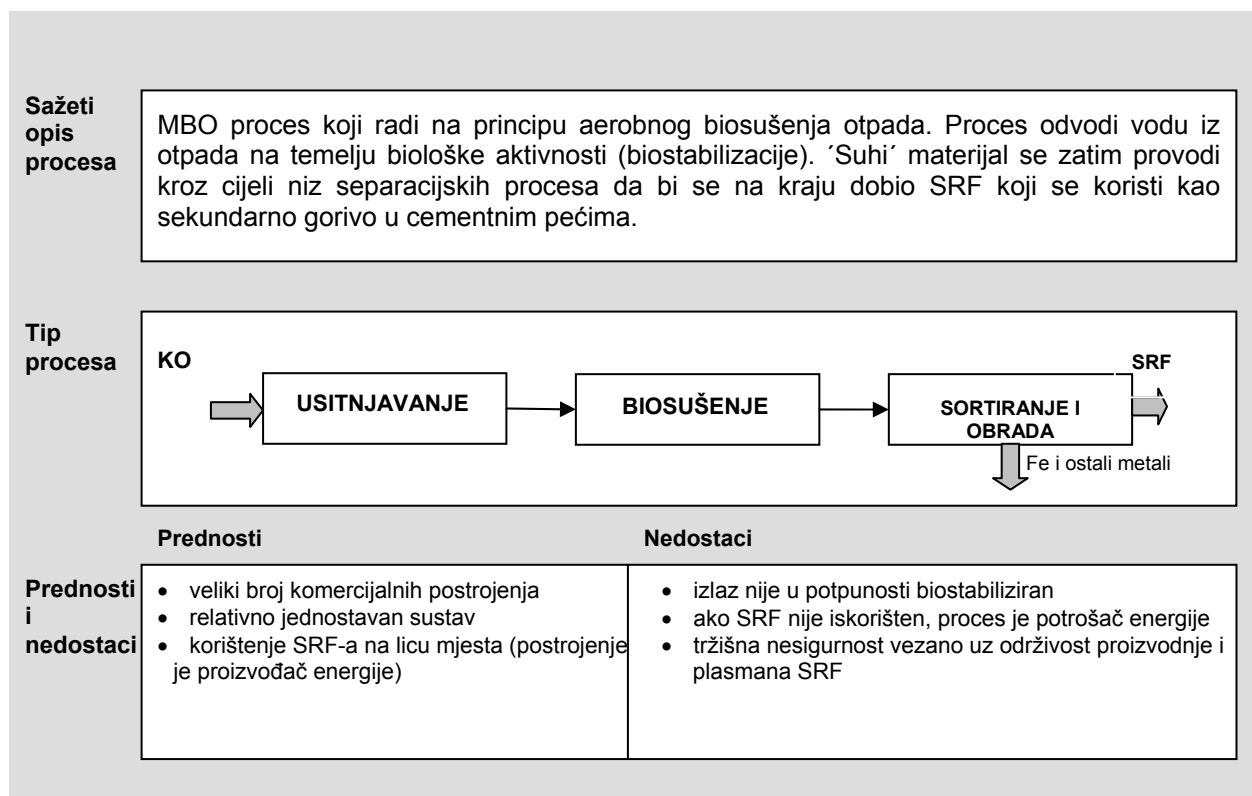 Sažeti
opis
procesa
MBO proces koji radi na principu aerobnog biosušenja otpada. Proces odvodi vodu iz
otpada na temelju biološke aktivnosti (biostabilizacije). ´Suhi´ materijal se zatim provodi
kroz cijeli niz separacijskih procesa da bi se na kraju dobio SRF koji se koristi kao
sekundarno gorivo u cementnim pećima.
Tip
procesa
KO
USITNJAVANJE
BIOSUŠENJE
SORTIRANJE I
OBRADA
SRF
Fe i ostali metali
Prednosti
Nedostaci
Prednosti
i
nedostaci
• veliki broj komercijalnih postrojenja
• relativno jednostavan sustav
• korištenje SRF-a na licu mjesta (postrojenje
je proizvođač energije)
• izlaz nije u potpunosti biostabiliziran
• ako SRF nije iskorišten, proces je potrošač energije
• tržišna nesigurnost vezano uz održivost proizvodnje i
plasmana SRF